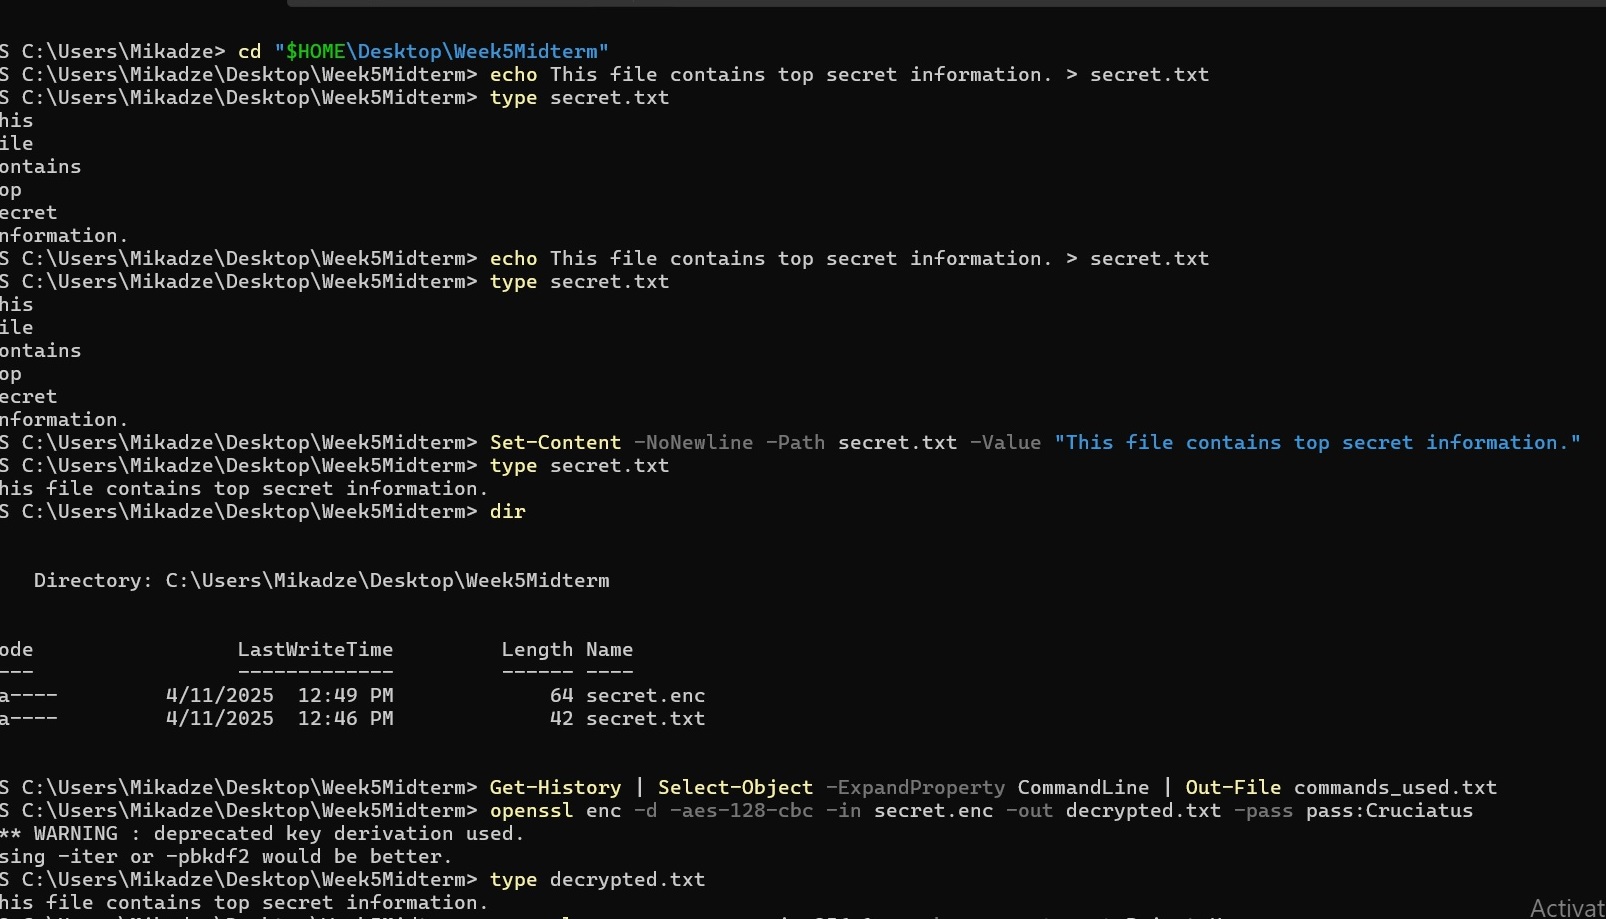 S C:\Users\Mikadze> cd "$HOME\Desktop\Week5Midterm"
S C:\Users\Mikadze\Desktop\Week5Midterm> echo This file contains top secret information. > secret.txt
S C:\Users\Mikadze\Desktop\Week5Midterm> type secret.txt
his
ile
ontains
op
ecret
nformation.
S C:\Users\Mikadze\Desktop\Week5Midterm> echo This file contains top secret information. > secret.txt
S C:\Users\Mikadze\Desktop\Week5Midterm> type secret.txt
his
ile
ontains
op
ecret
nformation.
S C:\Users\Mikadze\Desktop\Week5Midterm> Set-Content -NoNewline -Path secret.txt -Value "This file contains top secret information."
S C:\Users\Mikadze\Desktop\Week5Midterm> type secret.txt
his file contains top secret information.
S C:\Users\Mikadze\Desktop\Week5Midterm> dir
Directory: C:\Users\Mikadze\Desktop\Week5Midterm
ode LastWriteTime Length Name
--- ------------- ------ ----
a---- 4/11/2025 12:49 PM 64 secret.enc
a---- 4/11/2025 12:46 PM 42 secret.txt
S C:\Users\Mikadze\Desktop\Week5Midterm> Get-History | Select-Object -ExpandProperty CommandLine | Out-File commands_used.txt
S C:\Users\Mikadze\Desktop\Week5Midterm> openssl enc -d -aes-128-cbc -in secret.enc -out decrypted.txt -pass pass:Cruciatus
** WARNING : deprecated key derivation used.
sing -iter or -pbkdf2 would be better.
S C:\Users\Mikadze\Desktop\Week5Midterm> type decrypted.txt
his file contains top secret information.
Activat